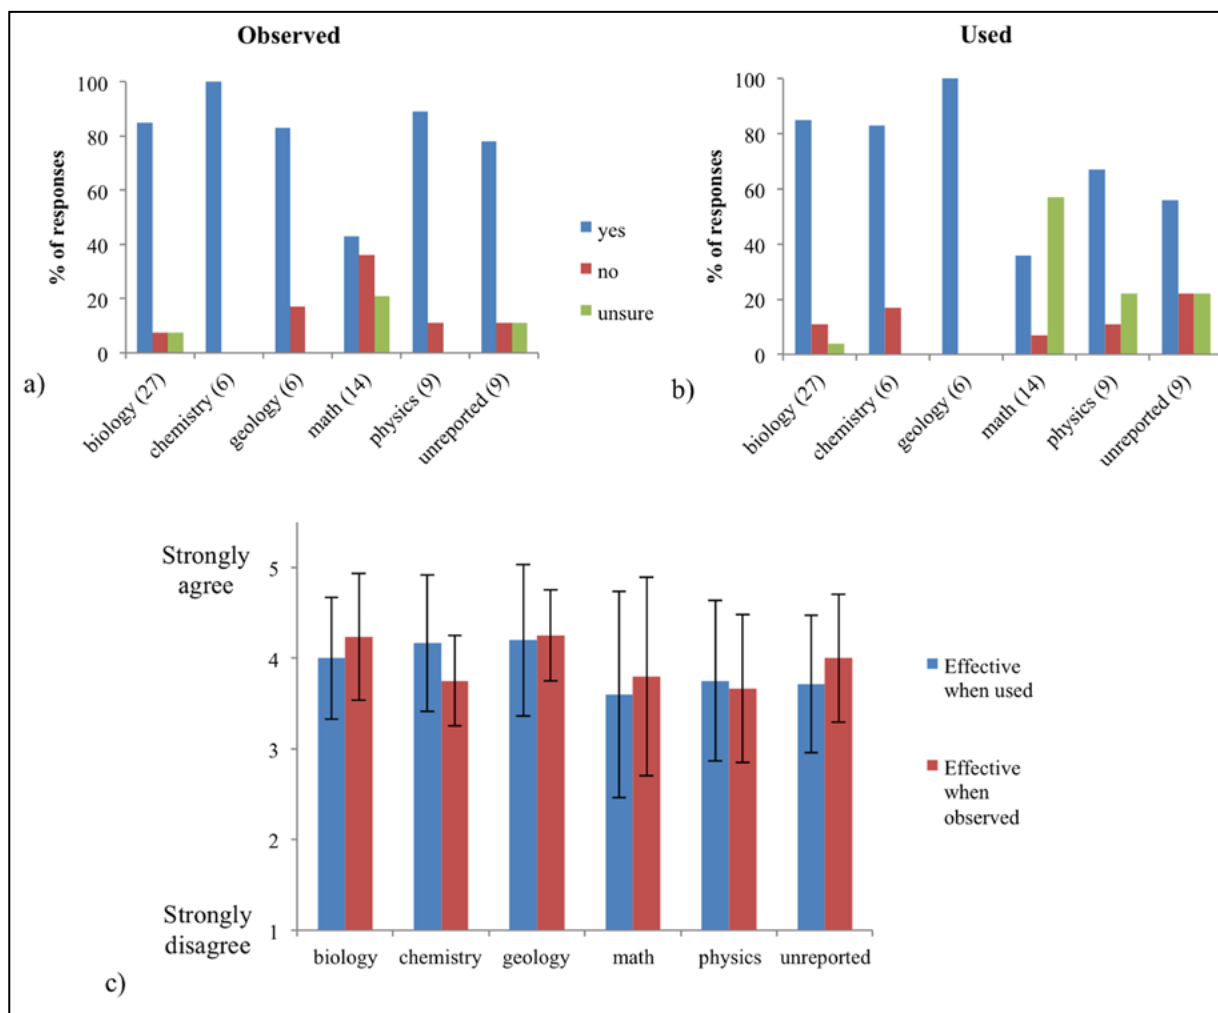 Observed
% of responses
100
80
60
40
20
0
biology (27)
chemistry (6)
geology (6)
math (14)
physics (9)
unreported (9)
a)
yes
no
unsure
Used
% of responses
100
80
60
40
20
0
biology (27)
chemistry (6)
geology (6)
math (14)
physics (9)
unreported (9)
b)
Strongly
agree
5
4
3
2
Strongly
disagree
1
biology
chemistry
geology
math
physics
unreported
c)
Effective
when used
Effective
when
observed